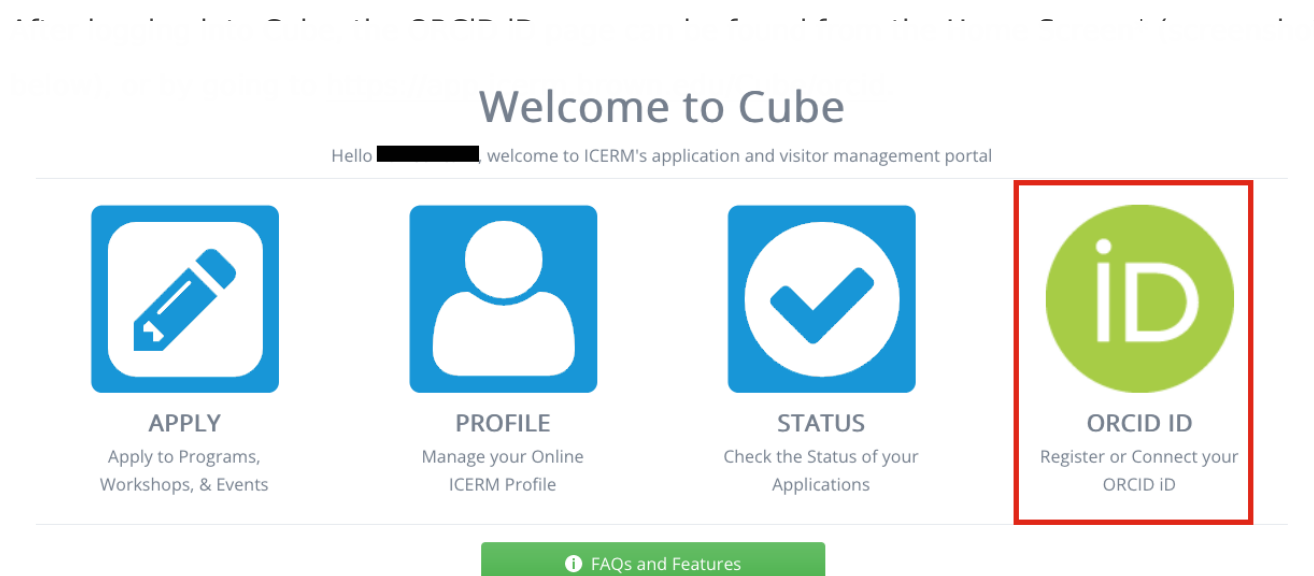 Welcome to Cube
Hello , welcome to ICERM's application and visitor management portal
iD
APPLY
Apply to Programs,
Workshops, & Events
PROFILE
Manage your Online
ICERM Profile
STATUS
Check the Status of your
Applications
ORCID ID
Register or Connect your
ORCID iD
FAQs and Features